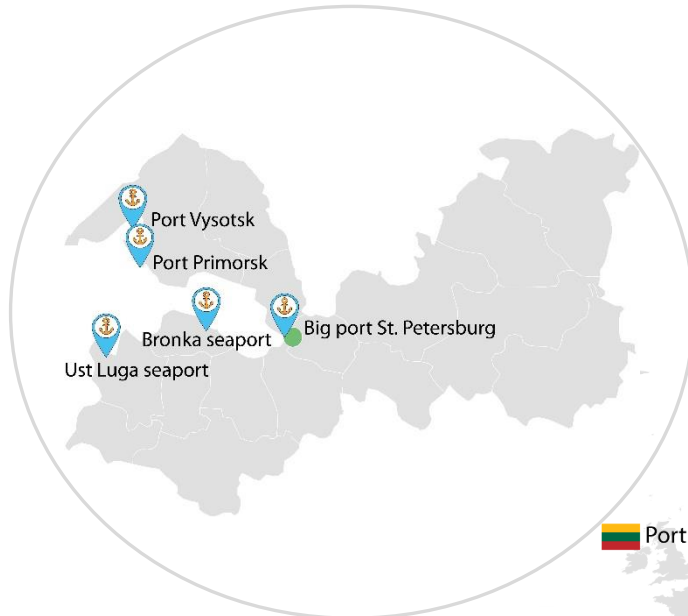 Port Vysotsk
Port Primorsk
Big port St. Petersburg
Bronka seaport
Ust Luga seaport
Port